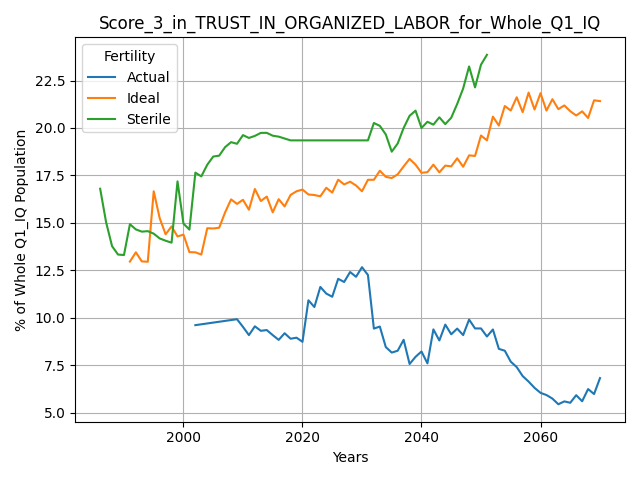 Score_3_in_TRUST_IN_ORGANIZED_LABOR_for_Whole_Q1_IQ
Fertility
Actual
Ideal
Sterile
% of Whole Q1_IQ Population
22.5
20.0
17.5
15.0
12.5
10.0
7.5
5.0
2000 2020 2040 2060
Years